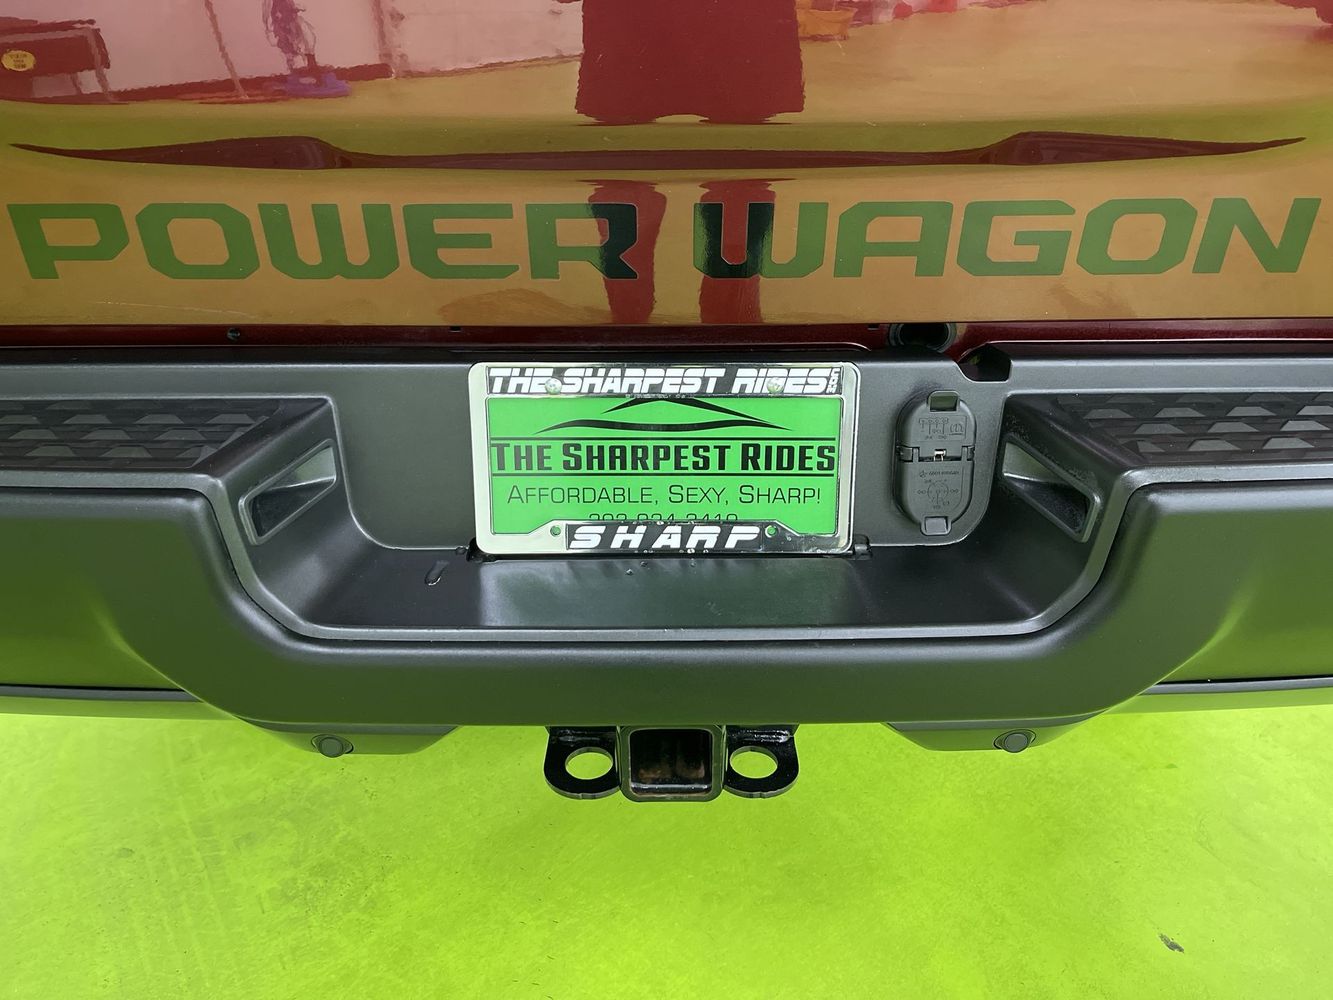 POWER WAGON
THE SHARPEST RIDES
THE SHARPEST RIDES
AFFORDABLE, SEXY, SHARP!
SHARP